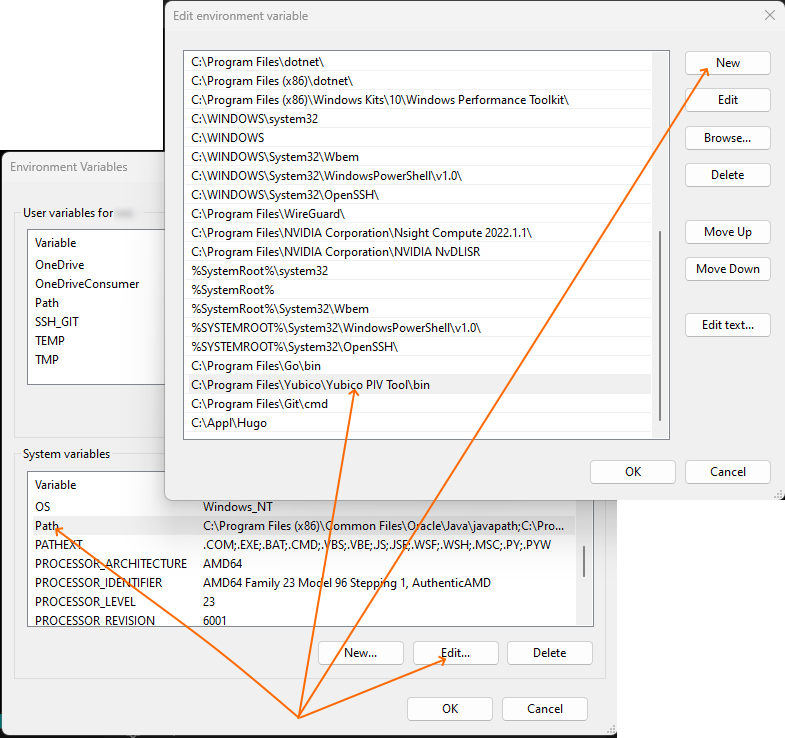 Edit environment variable
C:\Program Files\dotnet\
C:\Program Files (x86)\dotnet\
C:\Program Files (x86)\Windows Kits\10\Windows Performance Toolkit\
C:\WINDOWS\system32
C:\WINDOWS
C:\WINDOWS\System32\Wbem
C:\WINDOWS\System32\WindowsPowerShell\v1.0\
C:\WINDOWS\System32\OpenSSH\
C:\Program Files\WireGuard\
C:\Program Files\NVIDIA Corporation\Nsight Compute 2022.1.1\
C:\Program Files\NVIDIA Corporation\NVIDIA NvDLISR
%SystemRoot%\system32
%SystemRoot%
%SystemRoot%\System32\Wbem
%SYSTEMROOT%\System32\WindowsPowerShell\v1.0\
%SYSTEMROOT%\System32\OpenSSH\
C:\Program Files\Go\bin
C:\Program Files\Yubico\Yubico PIV Tool\bin
C:\Program Files\Git\cmd
C:\Appl\Hugo
New
Edit
Browse...
Delete
Move Up
Move Down
Edit text...
OK
Cancel
Environment Variables
User variables for
Variable
OneDrive
OneDriveConsumer
Path
SSH_GIT
TEMP
TMP
System variables
Variable
OS Windows_NT
Path C:\Program Files (x86)\Common Files\Oracle\Java\javapath;C:\Pro...
PATHEXT .COM;.EXE;.BAT;.CMD;.VBS;.VBE;.JS;.JSE;.WSF;.WSH;.MSC;.PY;.PYW
PROCESSOR_ARCHITECTURE AMD64
PROCESSOR_IDENTIFIER AMD64 Family 23 Model 96 Stepping 1, AuthenticAMD
PROCESSOR_LEVEL 23
PROCESSOR_REVISION 6001
New...
Edit...
Delete
OK
Cancel